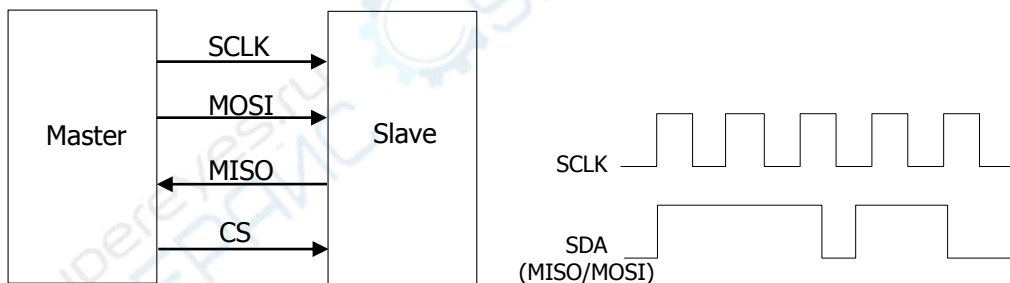 SCLK
MOSI
Master
Slave
MISO
CS
SCLK
SDA
(MISO/MOSI)